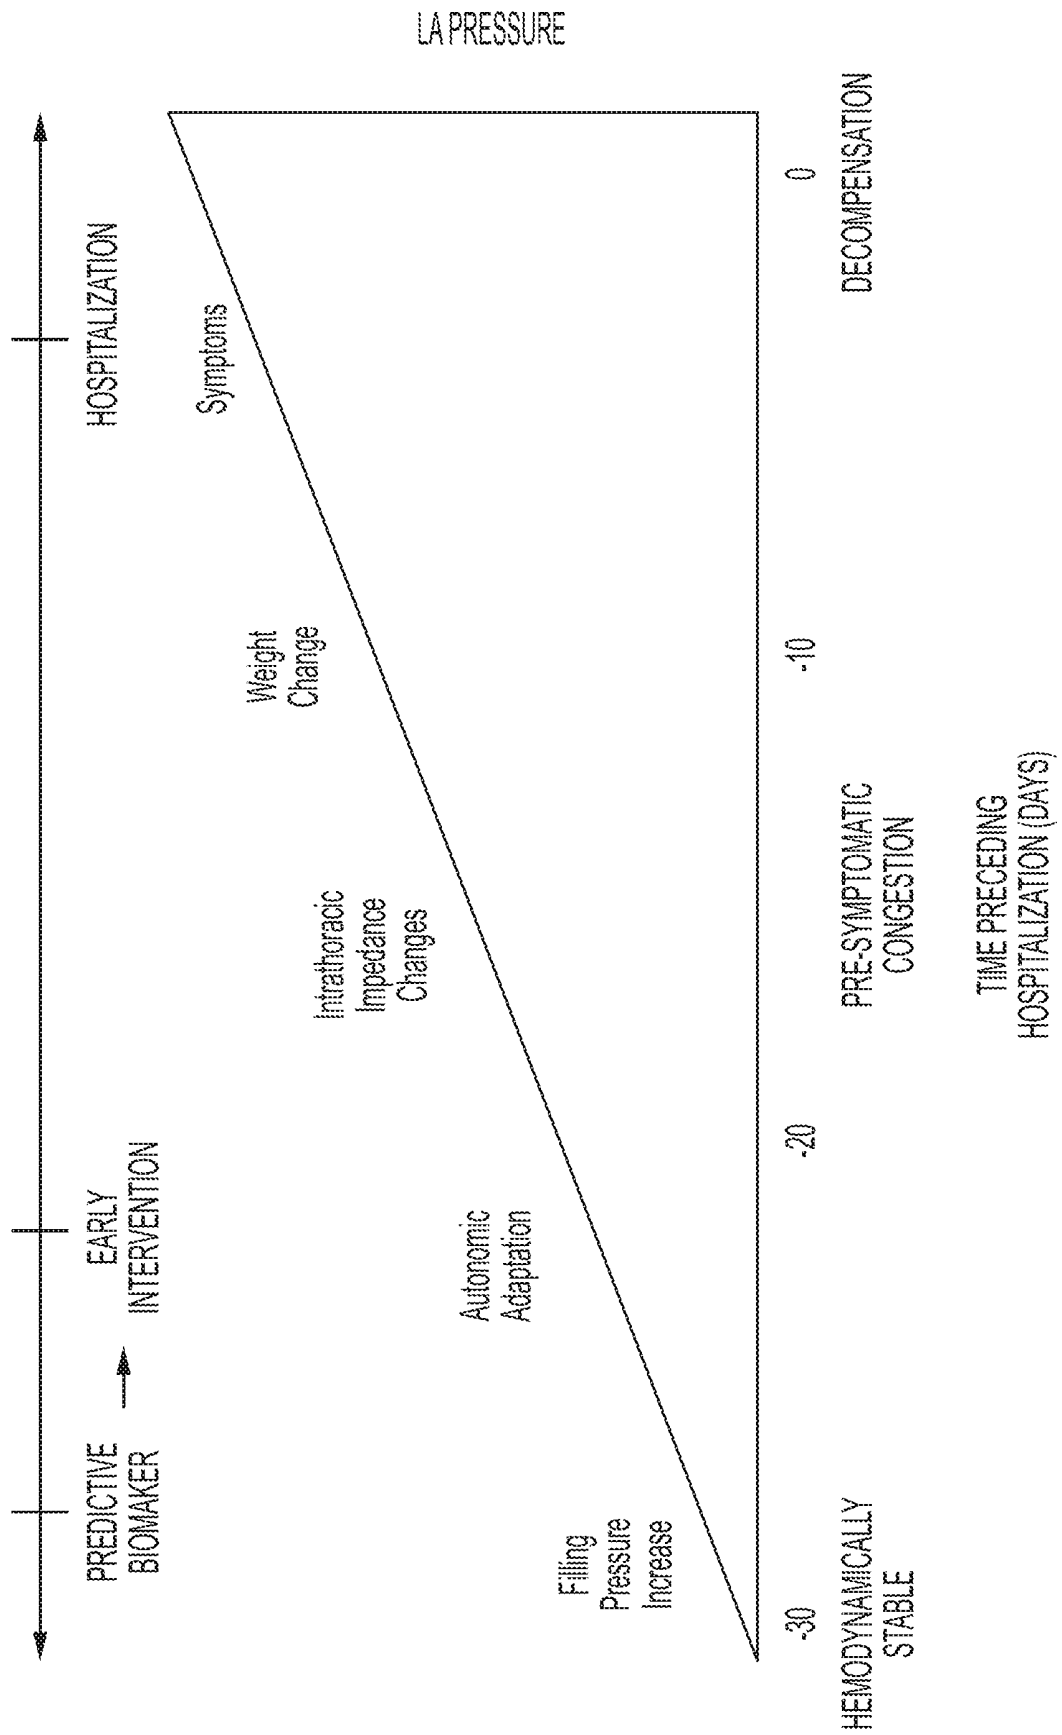 PREDICTIVE
BIOMAKER
EARLY
INTERVENTION
HOSPITALIZATION
Filling
Pressure
Increase
Autonomic
Adaptation
Intrathoracic
Impedance
Changes
Weight
Change
Symptoms
LA PRESSURE
-30
-20
-10
0
HEMODYNAMICALLY
STABLE
PRE-SYMPTOMATIC
CONGESTION
DECOMPENSATION
TIME PRECEDING
HOSPITALIZATION (DAYS)